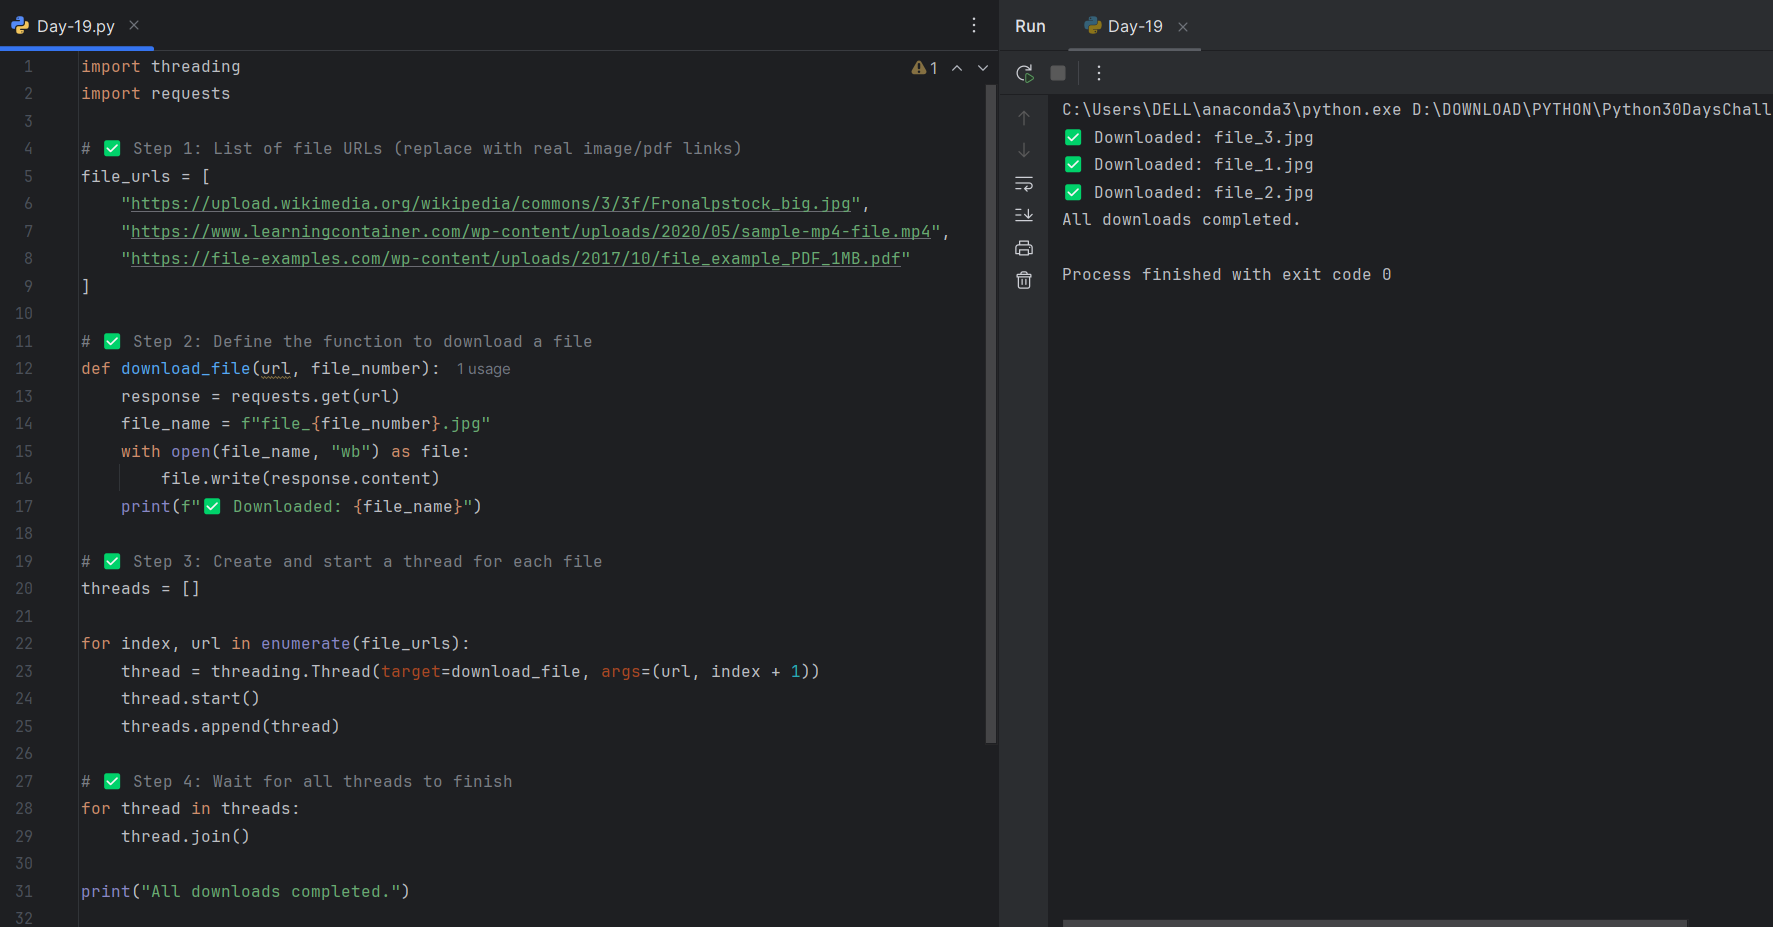 Day-19.py
1 import threading
2 import requests
3
4 # ✅ Step 1: List of file URLs (replace with real image/pdf links)
5 file_urls = [
6     "https://upload.wikimedia.org/wikipedia/commons/3/3f/Fronalpstock_big.jpg",
7     "https://www.learningcontainer.com/wp-content/uploads/2020/05/sample-mp4-file.mp4",
8     "https://file-examples.com/wp-content/uploads/2017/10/file_example_PDF_1MB.pdf"
9 ]
10
11 # ✅ Step 2: Define the function to download a file
12 def download_file(url, file_number): 1 usage
13     response = requests.get(url)
14     file_name = f"file_{file_number}.jpg"
15     with open(file_name, "wb") as file:
16         file.write(response.content)
17     print(f"✅ Downloaded: {file_name}")
18
19 # ✅ Step 3: Create and start a thread for each file
20 threads = []
21
22 for index, url in enumerate(file_urls):
23     thread = threading.Thread(target=download_file, args=(url, index + 1))
24     thread.start()
25     threads.append(thread)
26
27 # ✅ Step 4: Wait for all threads to finish
28 for thread in threads:
29     thread.join()
30
31 print("All downloads completed.")
32
1
Run Day-19
C:\Users\DELL\anaconda3\python.exe D:\DOWNLOAD\PYTHON\Python30DaysChall
✅ Downloaded: file_3.jpg
✅ Downloaded: file_1.jpg
✅ Downloaded: file_2.jpg
All downloads completed.
Process finished with exit code 0